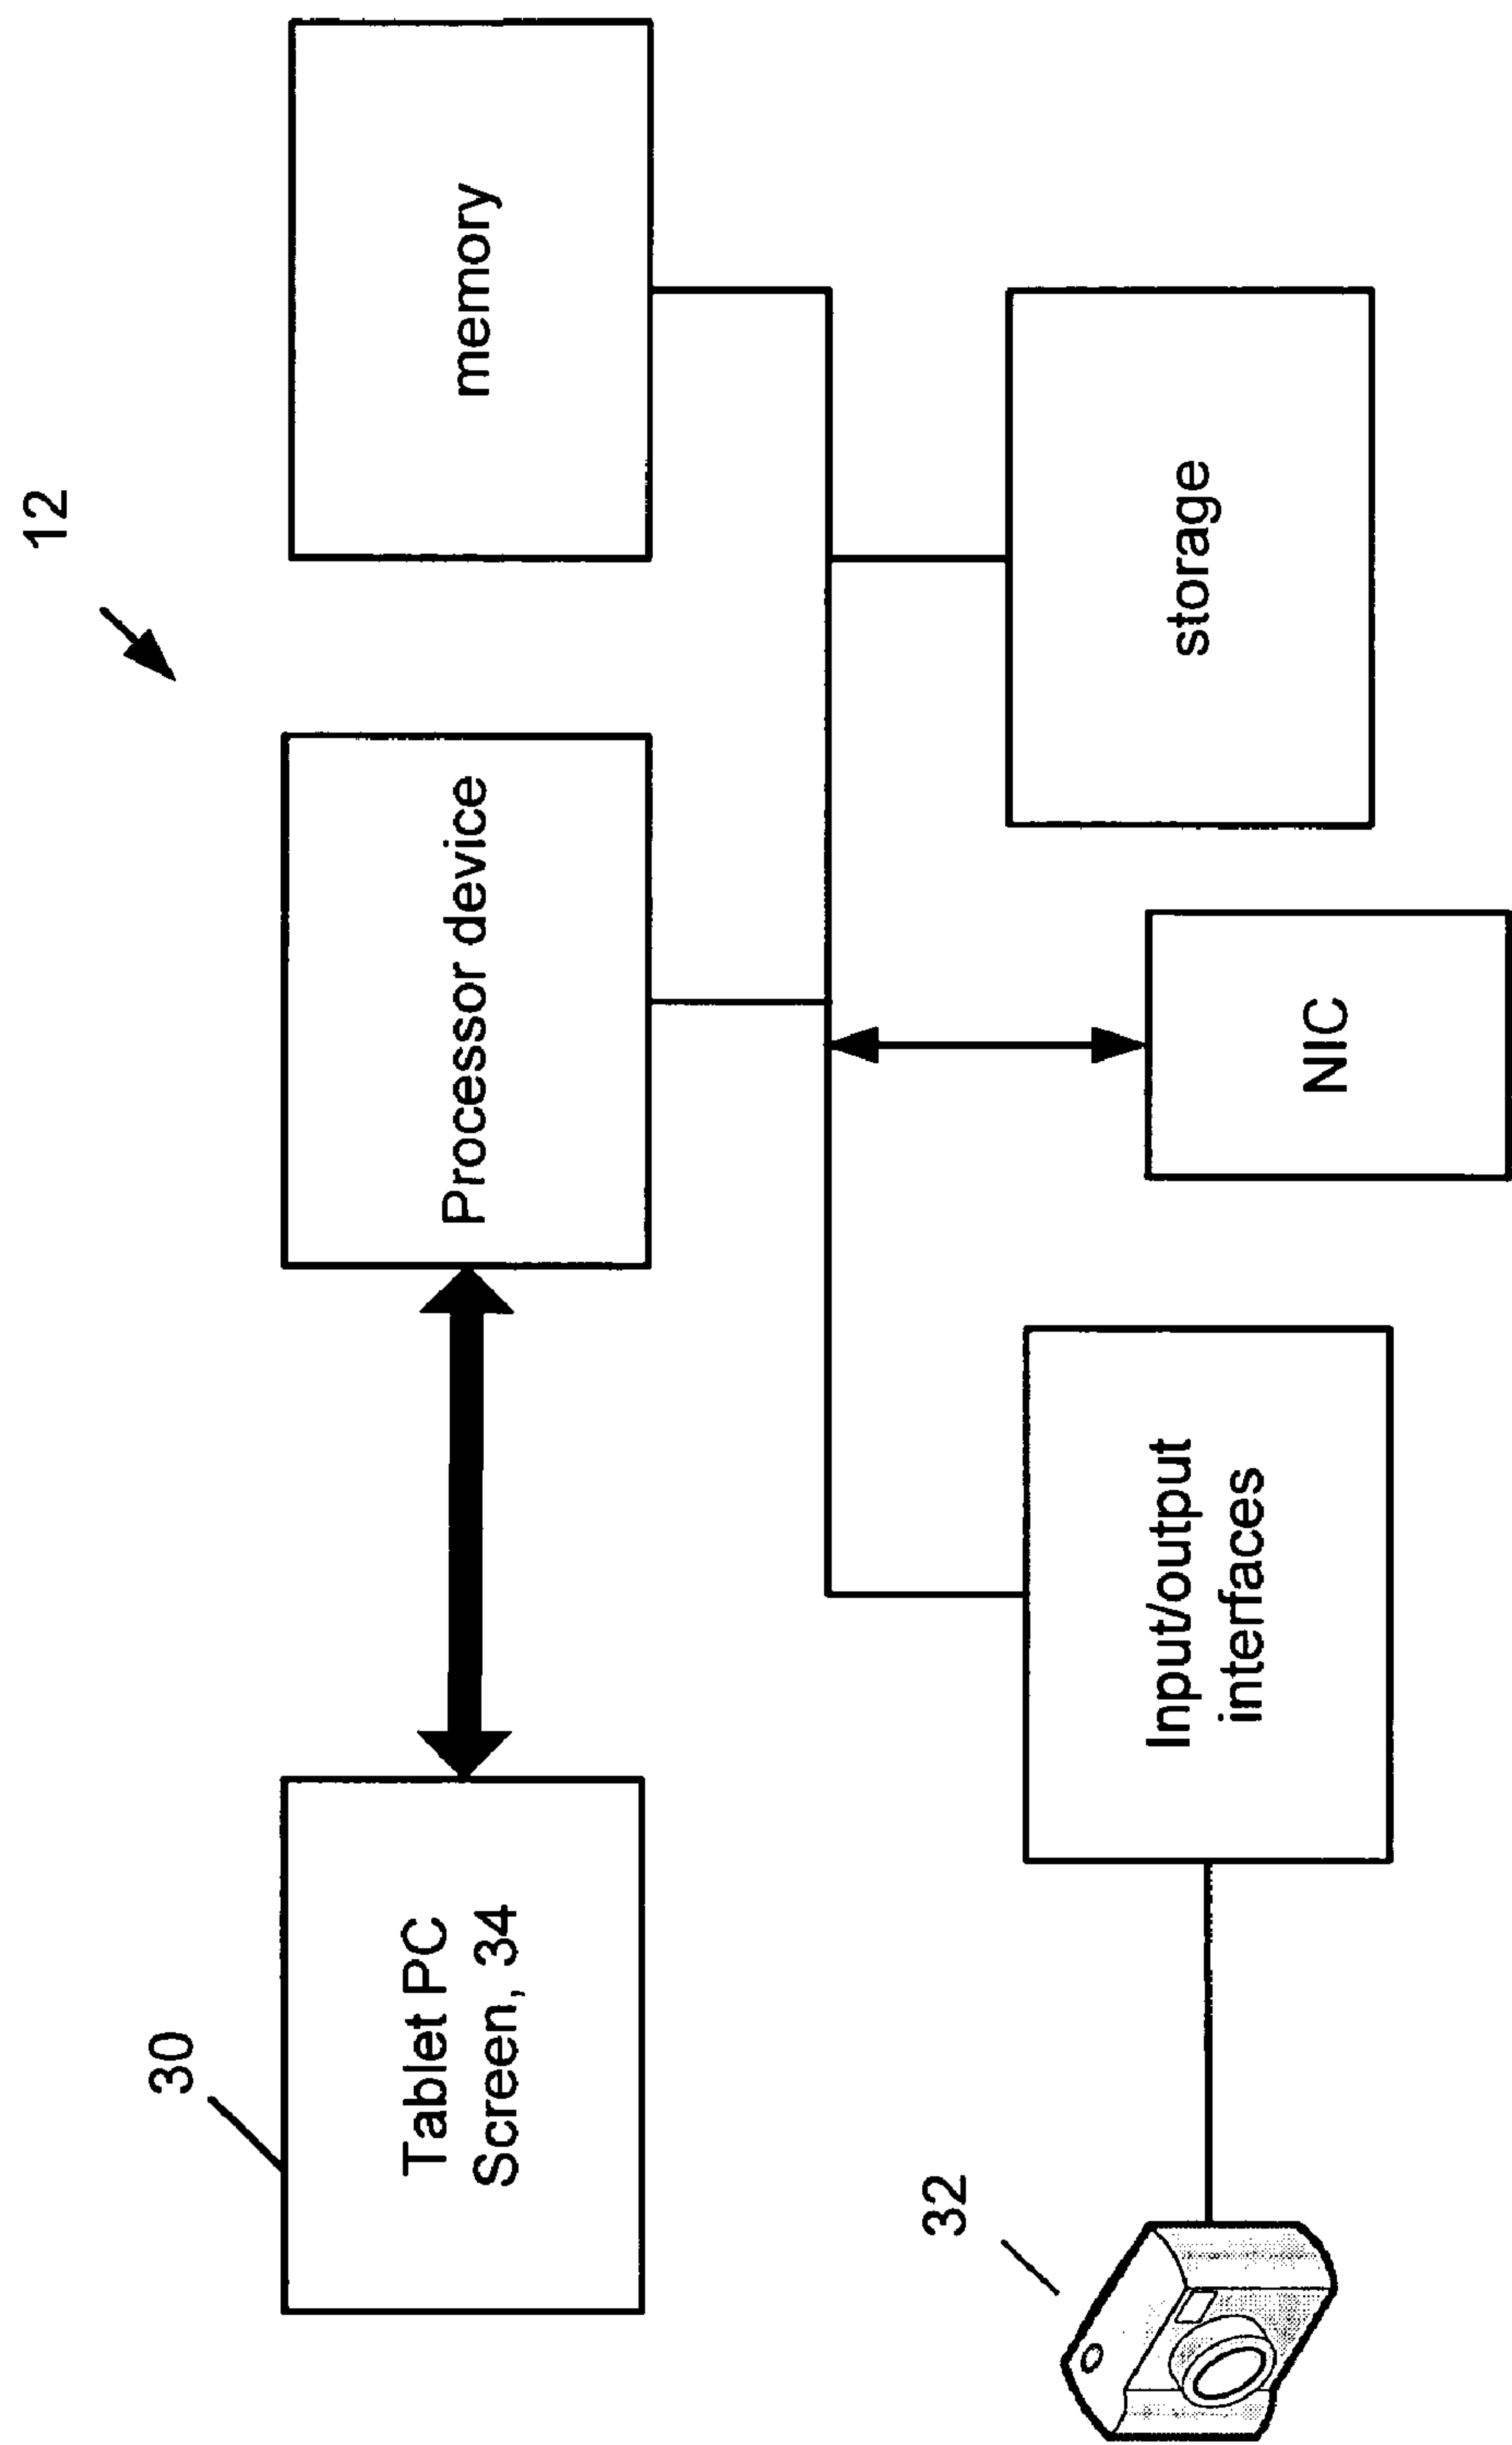 12
30
Tablet PC
Screen, 34
Processor device
memory
32
Input/output
interfaces
NIC
storage